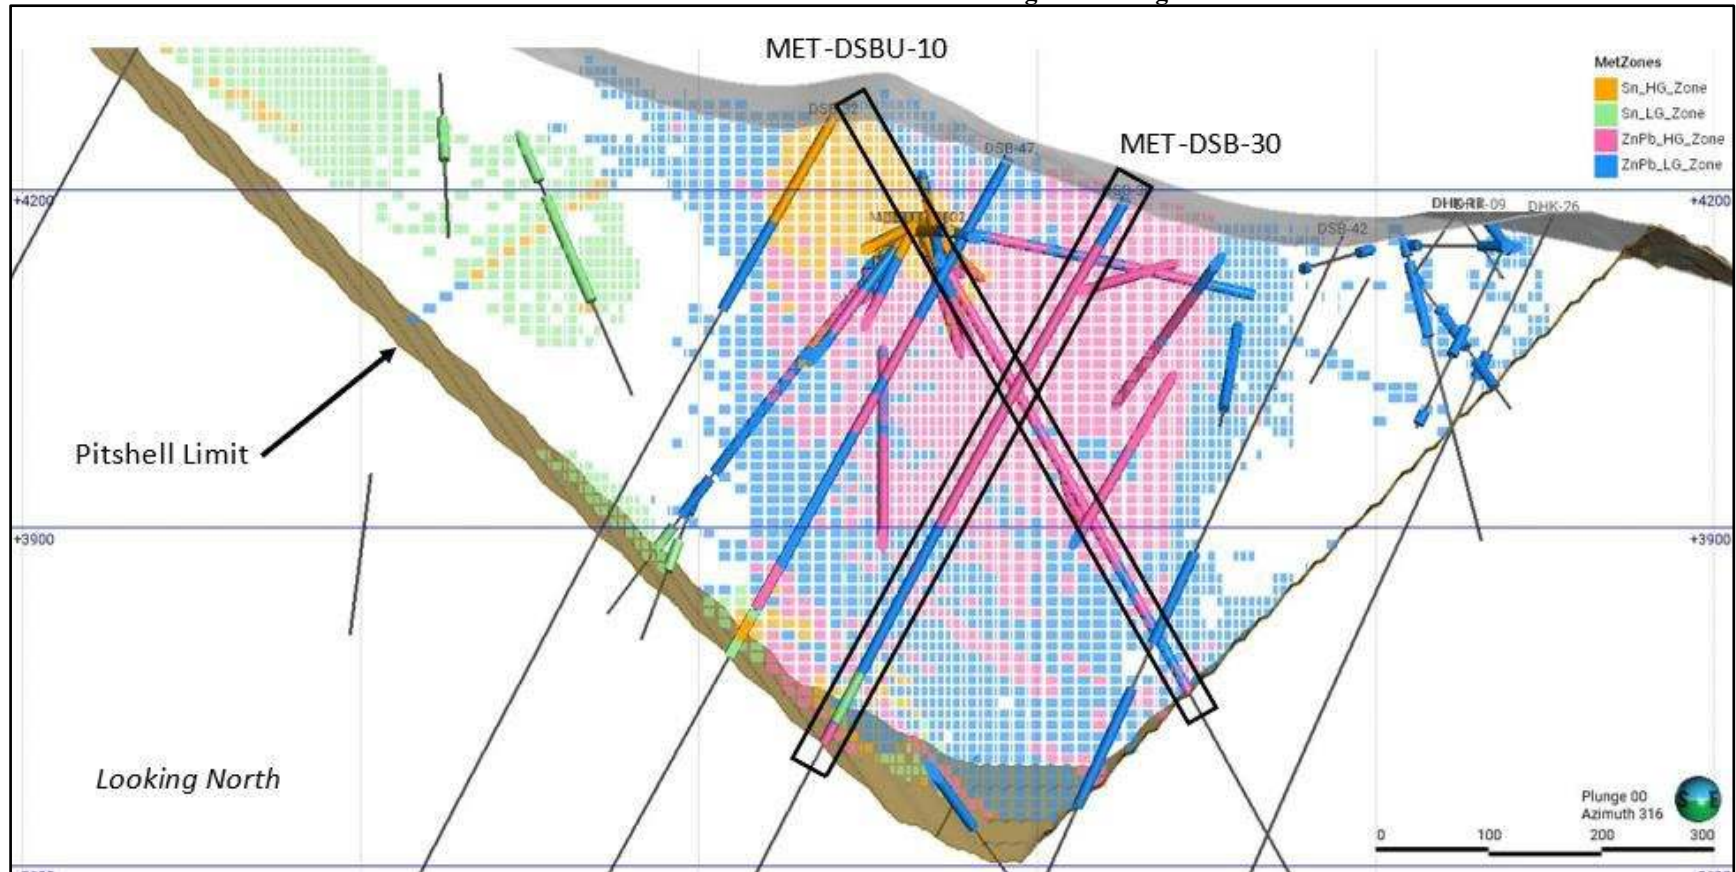 MET-DSBU-10
MetZones
Sn_HG_Zone
Sn_LG_Zone
ZnPb_HG_Zone
ZnPb_LG_Zone
MET-DSB-30
DSB-47
+4200
+4200
DHK-26
DSB-42
Pitshell Limit
+3900
+3900
Looking North
Plunge 00
Azimuth 316
0 100 200 300